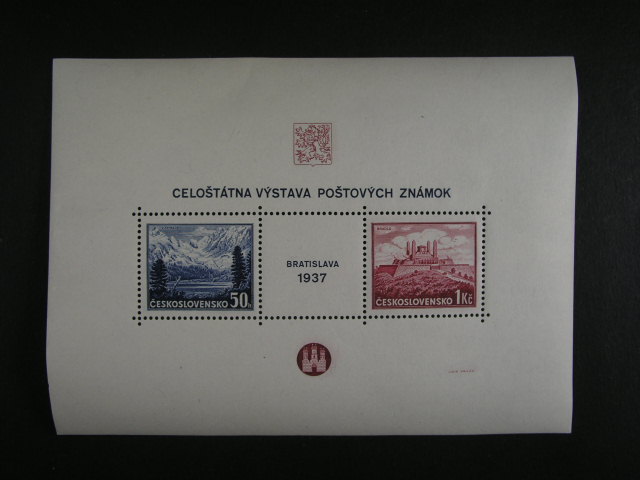 CELOŠTÁTNA VÝSTAVA POŠTOVÝCH ZNÁMOK
50h
ČESKOSLOVENSKO
BRATISLAVA
1937
ČESKOSLOVENSKO 1Kč